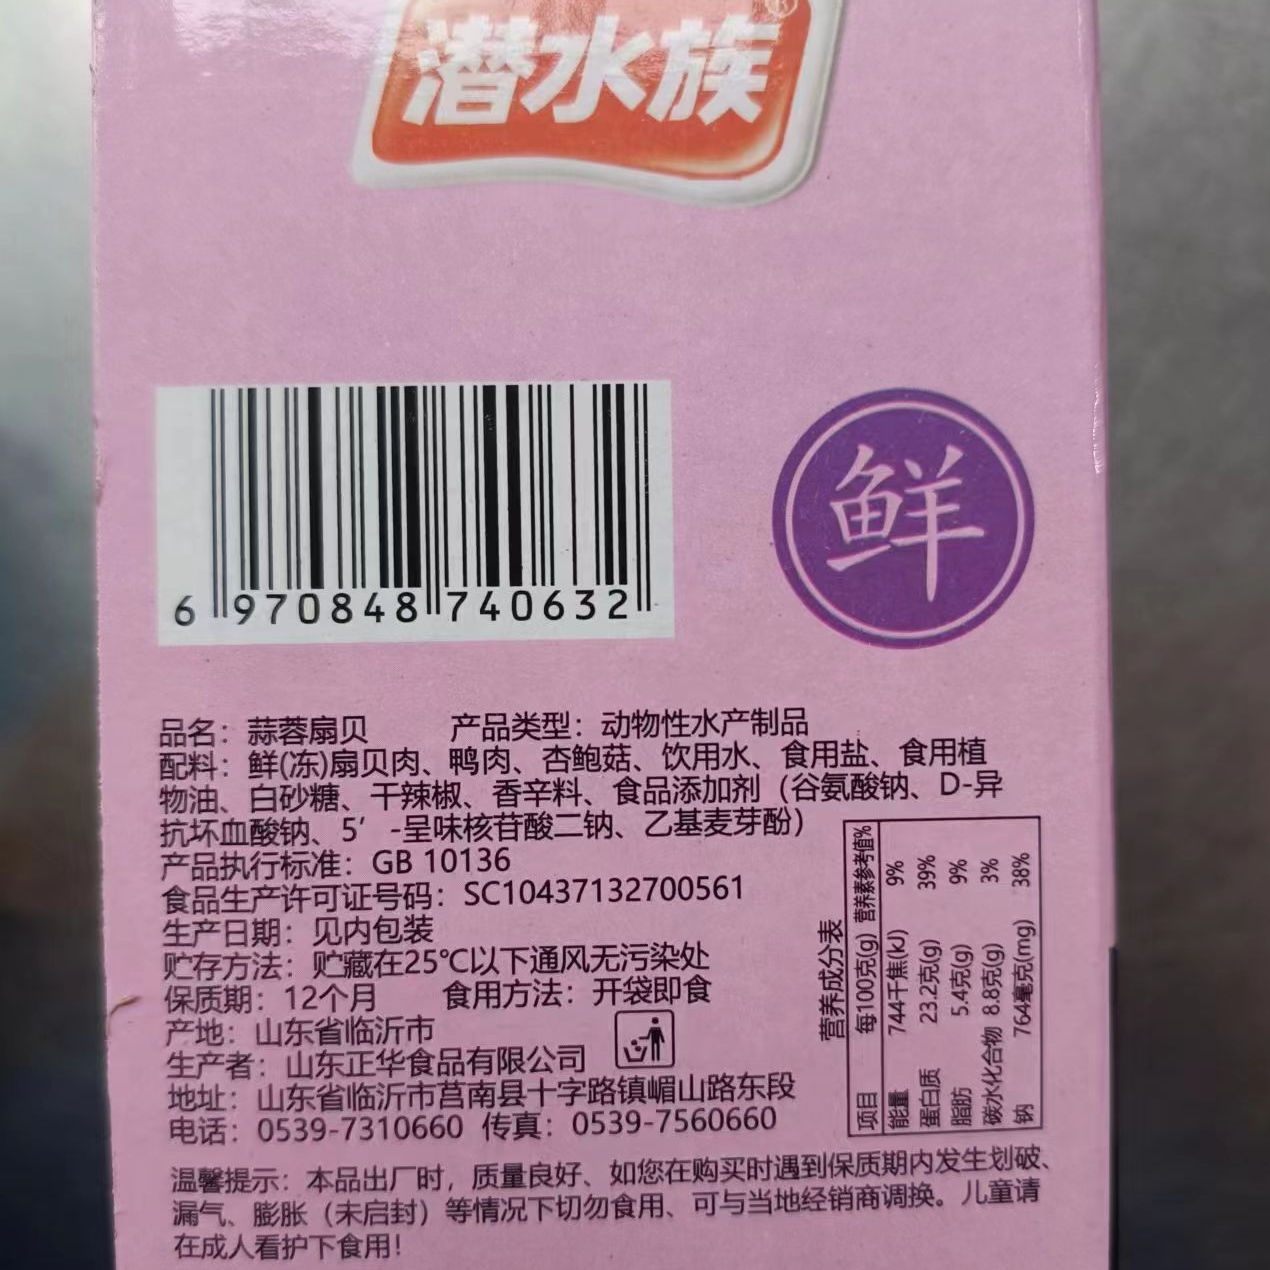 潜水族®
鲜
6 970848 740632
品名：蒜蓉扇贝 产品类型：动物性水产制品
配料：鲜(冻)扇贝肉、鸭肉、杏鲍菇、饮用水、食用盐、食用植
物油、白砂糖、干辣椒、香辛料、食品添加剂（谷氨酸钠、D-异
抗坏血酸钠、5′-呈味核苷酸二钠、乙基麦芽酚）
产品执行标准：GB 10136
食品生产许可证号码：SC10437132700561
生产日期：见内包装
贮存方法：贮藏在25℃以下通风无污染处
保质期：12个月 食用方法：开袋即食
产地：山东省临沂市
生产者：山东正华食品有限公司
地址：山东省临沂市莒南县十字路镇嵋山路东段
电话：0539-7310660 传真：0539-7560660
营养成分表
项目 每100克(g) 营养素参考值%
能量 744千焦(kJ) 9%
蛋白质 23.2克(g) 39%
脂肪 5.4克(g) 9%
碳水化合物 8.8克(g) 3%
钠 764毫克(mg) 38%
温馨提示：本品出厂时，质量良好、如您在购买时遇到保质期内发生划破、
漏气、膨胀（未启封）等情况下切勿食用、可与当地经销商调换。儿童请
在成人看护下食用！